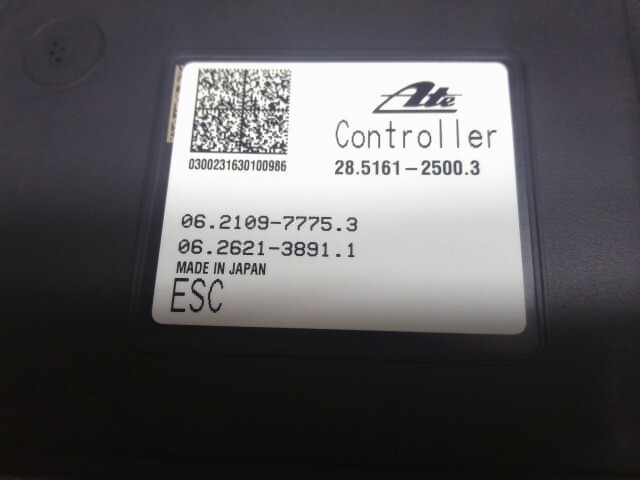 Ate
Controller
0300231630100986
28.5161-2500.3
06.2109-7775.3
06.2621-3891.1
MADE IN JAPAN
ESC